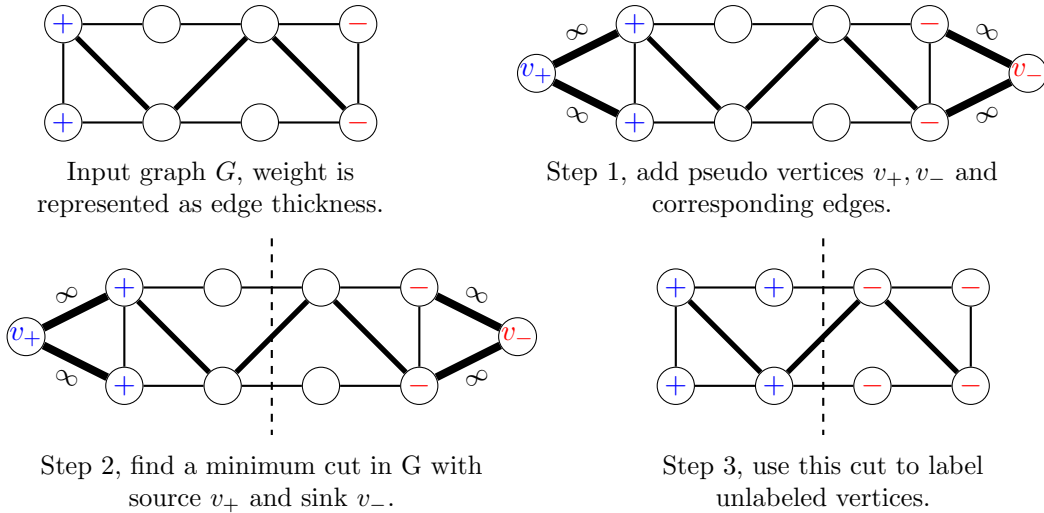 + −
+ −
Input graph G, weight is
represented as edge thickness.
∞ + − ∞
v₊ v₋
∞ + − ∞
Step 1, add pseudo vertices v₊, v₋ and
corresponding edges.
∞ + − ∞
v₊ v₋
∞ + − ∞
Step 2, find a minimum cut in G with
source v₊ and sink v₋.
+ + − −
+ + − −
Step 3, use this cut to label
unlabeled vertices.